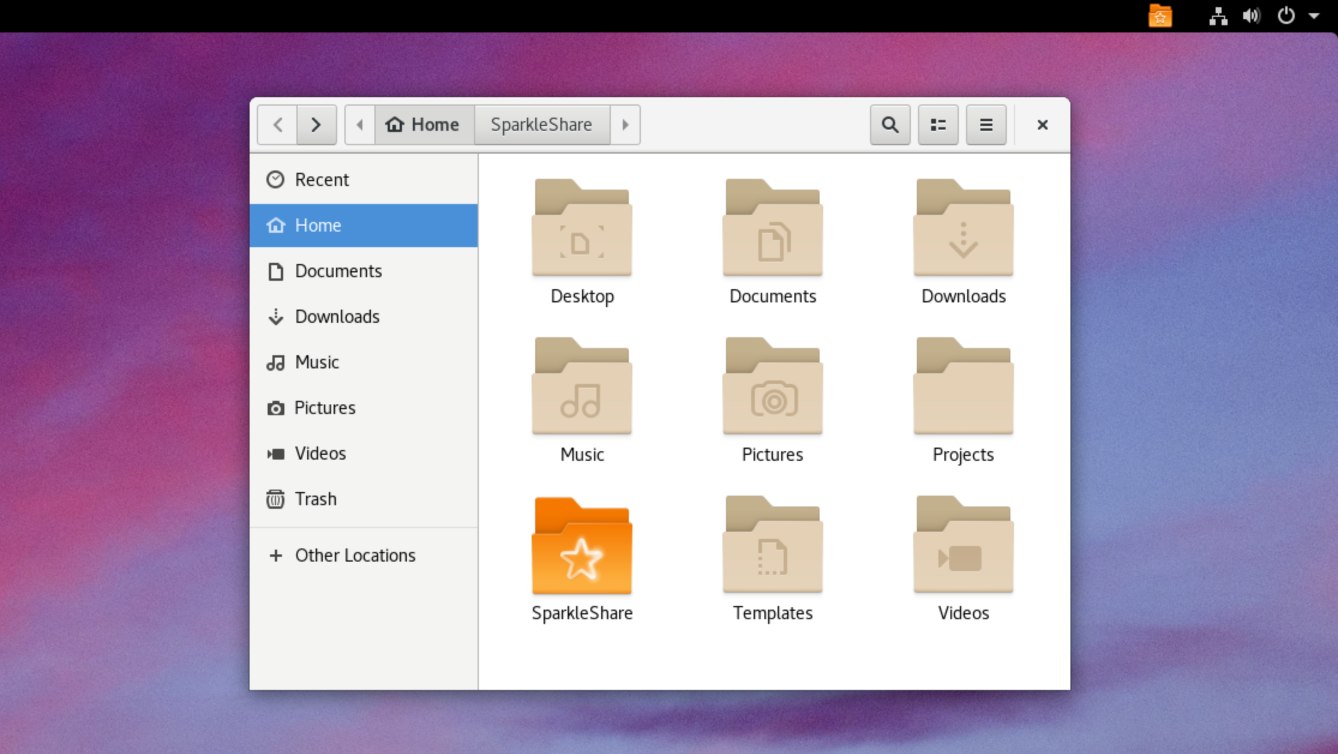 Home SparkleShare
Recent
Home
Documents
Downloads
Music
Pictures
Videos
Trash
Other Locations
Desktop Documents Downloads
Music Pictures Projects
SparkleShare Templates Videos